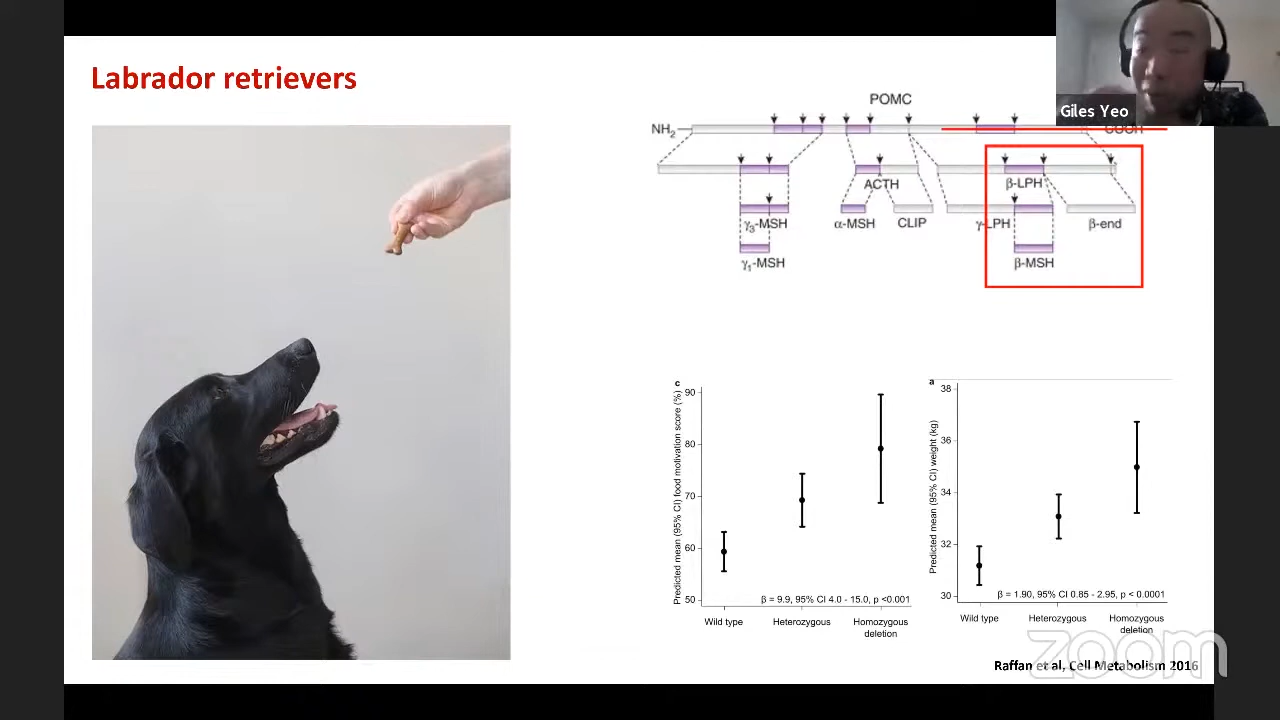 Labrador retrievers
Giles Yeo
POMC
NH2
COOH
ACTH
β-LPH
γ3-MSH
α-MSH
CLIP
γ-LPH
β-end
γ1-MSH
β-MSH
c
Predicted mean (95% CI) food motivation score (%)
90
80
70
60
50
β = 9.9, 95% CI 4.0 - 15.0, p <0.001
Wild type
Heterozygous
Homozygous
deletion
a
Predicted mean (95% CI) weight (kg)
38
36
34
32
30
β = 1.90, 95% CI 0.85 - 2.95, p < 0.0001
Wild type
Heterozygous
Homozygous
deletion
zoom
Raffan et al, Cell Metabolism 2016